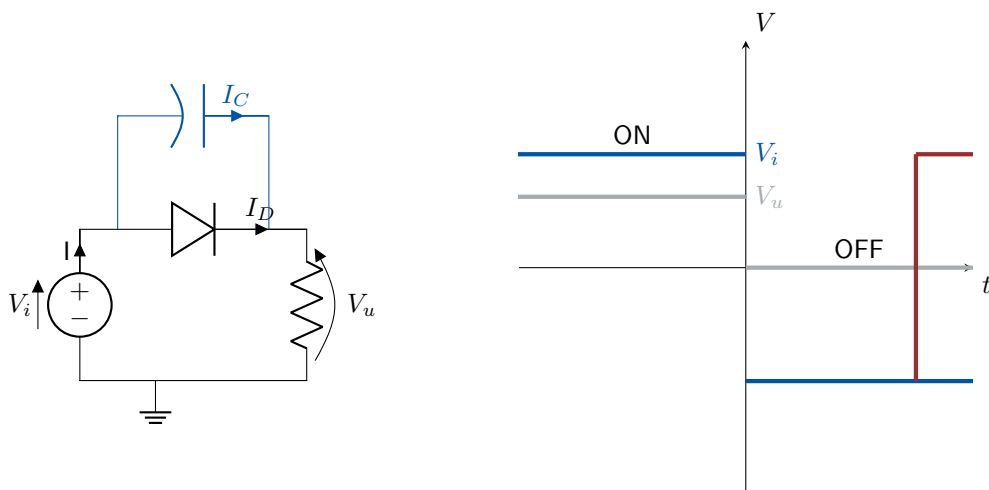 I_C
I_D
I
V_i
+
−
V_u
V
ON
V_i
V_u
OFF
t